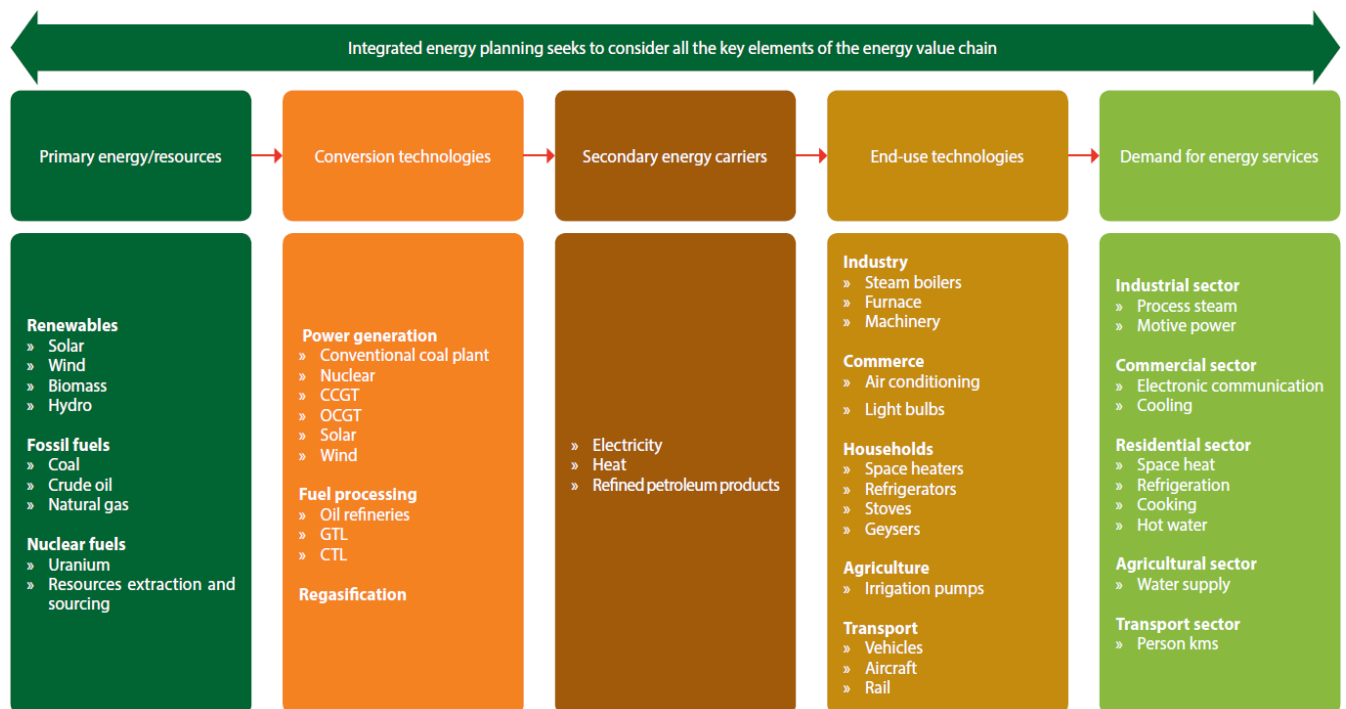 Integrated energy planning seeks to consider all the key elements of the energy value chain
Primary energy/resources
Conversion technologies
Secondary energy carriers
End-use technologies
Demand for energy services
Renewables
» Solar
» Wind
» Biomass
» Hydro
Fossil fuels
» Coal
» Crude oil
» Natural gas
Nuclear fuels
» Uranium
» Resources extraction and
sourcing
Power generation
» Conventional coal plant
» Nuclear
» CCGT
» OCGT
» Solar
» Wind
Fuel processing
» Oil refineries
» GTL
» CTL
Regasification
» Electricity
» Heat
» Refined petroleum products
Industry
» Steam boilers
» Furnace
» Machinery
Commerce
» Air conditioning
» Light bulbs
Households
» Space heaters
» Refrigerators
» Stoves
» Geysers
Agriculture
» Irrigation pumps
Transport
» Vehicles
» Aircraft
» Rail
Industrial sector
» Process steam
» Motive power
Commercial sector
» Electronic communication
» Cooling
Residential sector
» Space heat
» Refrigeration
» Cooking
» Hot water
Agricultural sector
» Water supply
Transport sector
» Person kms